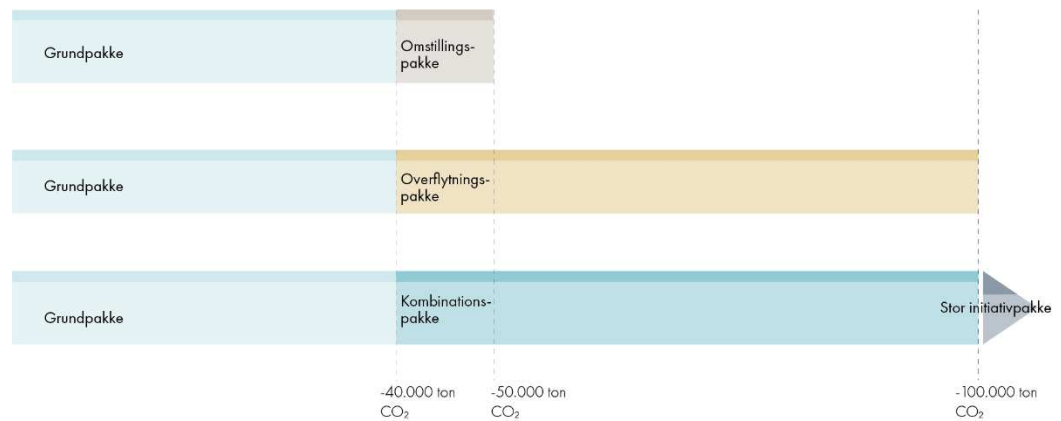 Grundpakke
Omstillings-
pakke
Grundpakke
Overflytnings-
pakke
Grundpakke
Kombinations-
pakke
Stor initiativpakke
-40.000 ton
CO₂
-50.000 ton
CO₂
-100.000 ton
CO₂